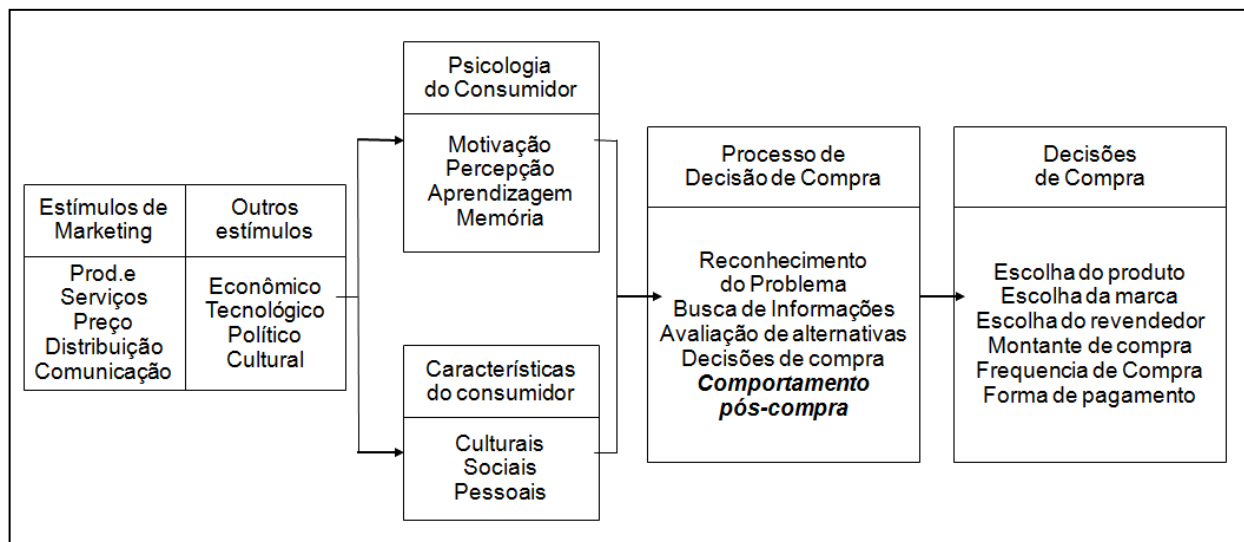 Estímulos de
Marketing
Prod.e
Serviços
Preço
Distribuição
Comunicação
Outros
estímulos
Econômico
Tecnológico
Político
Cultural
Psicologia
do Consumidor
Motivação
Percepção
Aprendizagem
Memória
Características
do consumidor
Culturais
Sociais
Pessoais
Processo de
Decisão de Compra
Reconhecimento
do Problema
Busca de Informações
Avaliação de alternativas
Decisões de compra
Comportamento
pós-compra
Decisões
de Compra
Escolha do produto
Escolha da marca
Escolha do revendedor
Montante de compra
Frequencia de Compra
Forma de pagamento